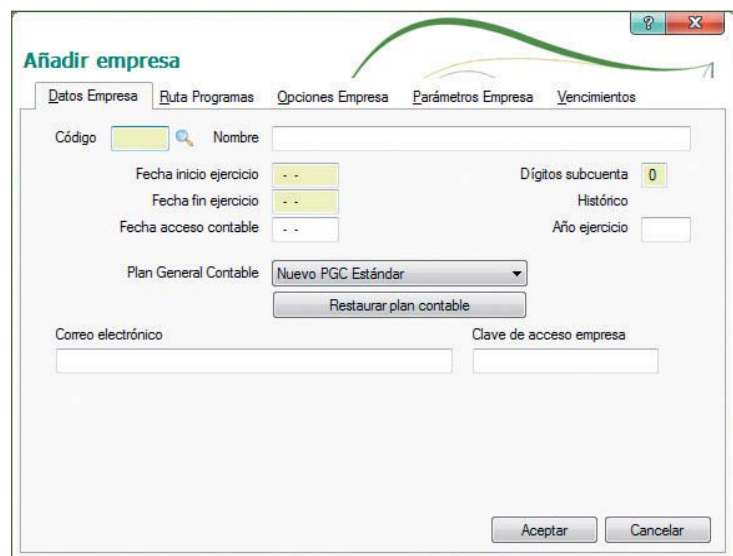 ?
X
Añadir empresa
Datos Empresa Ruta Programas Opciones Empresa Parámetros Empresa Vencimientos
Código Nombre
Fecha inicio ejercicio - - Dígitos subcuenta 0
Fecha fin ejercicio - - Histórico
Fecha acceso contable - - Año ejercicio
Plan General Contable Nuevo PGC Estándar
Restaurar plan contable
Correo electrónico Clave de acceso empresa
Aceptar Cancelar